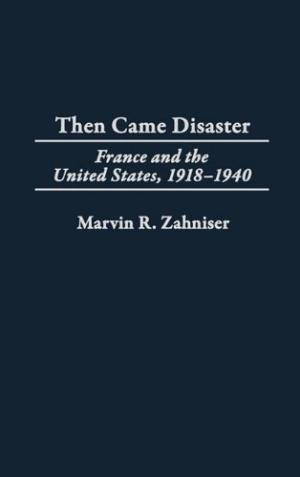 Then Came Disaster
France and the
United States, 1918–1940
Marvin R. Zahniser